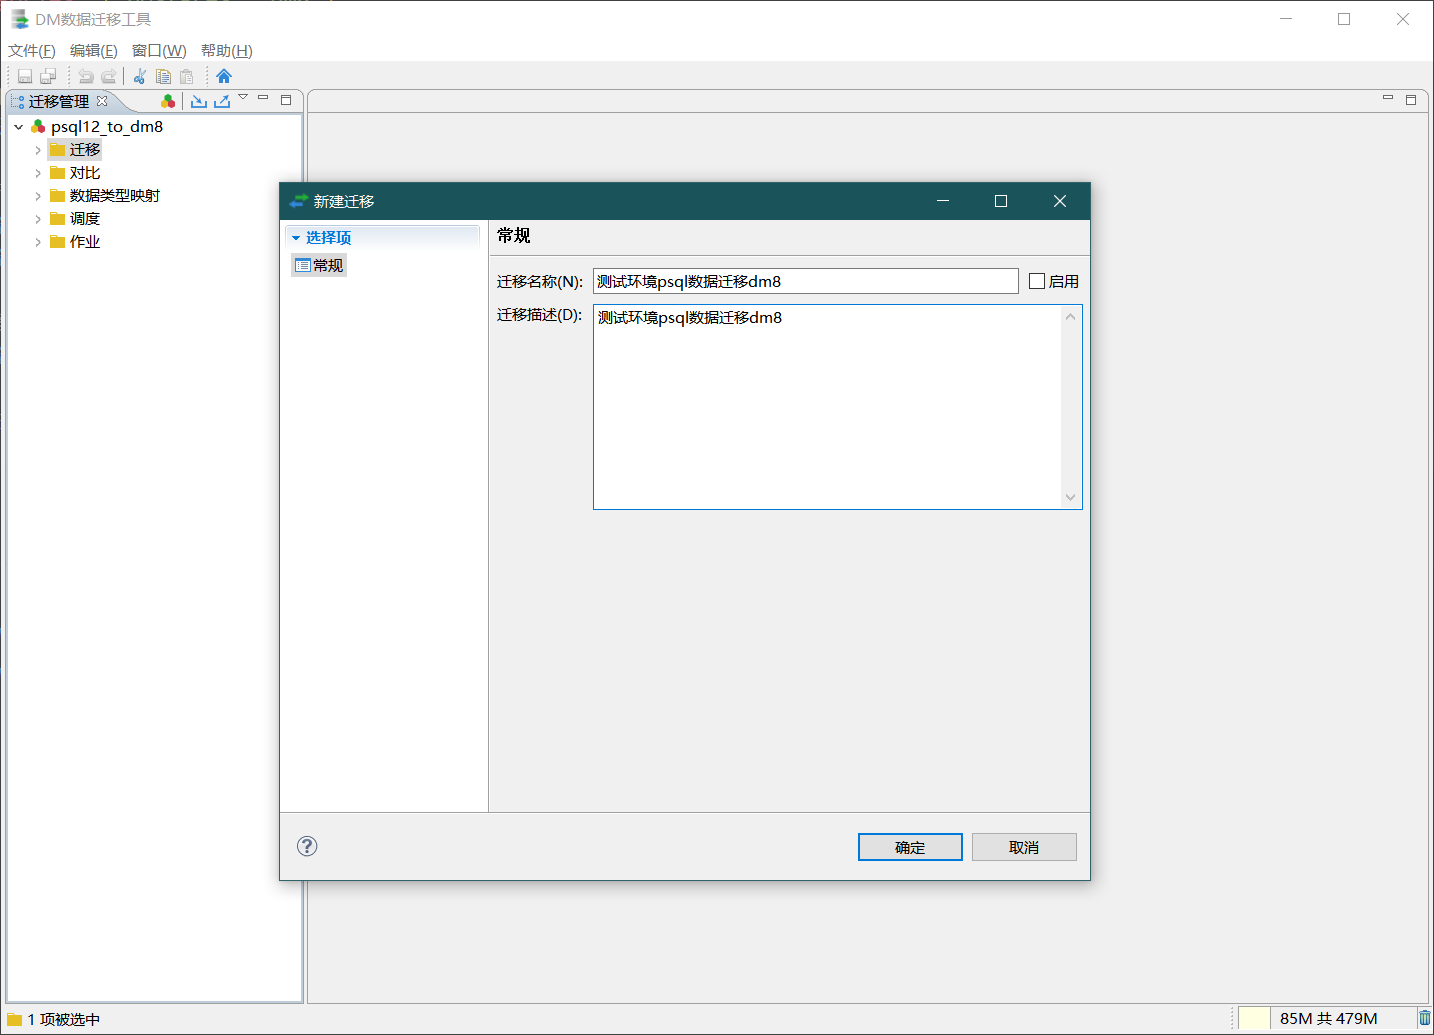 DM数据迁移工具
文件(F) 编辑(E) 窗口(W) 帮助(H)
迁移管理
psql12_to_dm8
迁移
对比
数据类型映射
调度
作业
新建迁移
选择项
常规
常规
迁移名称(N): 测试环境psql数据迁移dm8 启用
迁移描述(D): 测试环境psql数据迁移dm8
? 确定 取消
1 项被选中 85M 共 479M